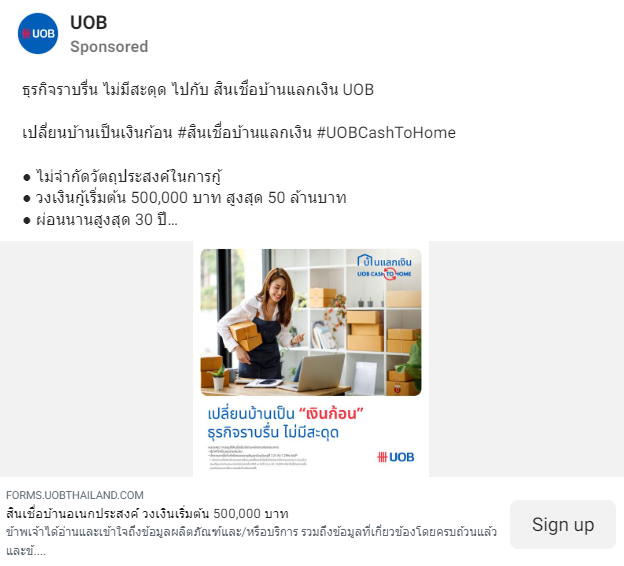 UOB
UOB
Sponsored
ธุรกิจราบรื่น ไม่มีสะดุด ไปกับ สินเชื่อบ้านแลกเงิน UOB
เปลี่ยนบ้านเป็นเงินก้อน #สินเชื่อบ้านแลกเงิน #UOBCashToHome
● ไม่จำกัดวัตถุประสงค์ในการกู้
● วงเงินกู้เริ่มต้น 500,000 บาท สูงสุด 50 ล้านบาท
● ผ่อนนานสูงสุด 30 ปี...
บ้านแลกเงิน
UOB CASH TO HOME
เปลี่ยนบ้านเป็น “เงินก้อน”
ธุรกิจราบรื่น ไม่มีสะดุด
UOB
FORMS.UOBTHAILAND.COM
สินเชื่อบ้านอเนกประสงค์ วงเงินเริ่มต้น 500,000 บาท
ข้าพเจ้าได้อ่านและเข้าใจถึงข้อมูลผลิตภัณฑ์และ/หรือบริการ รวมถึงข้อมูลที่เกี่ยวข้องโดยครบถ้วนแล้ว
และข้....
Sign up